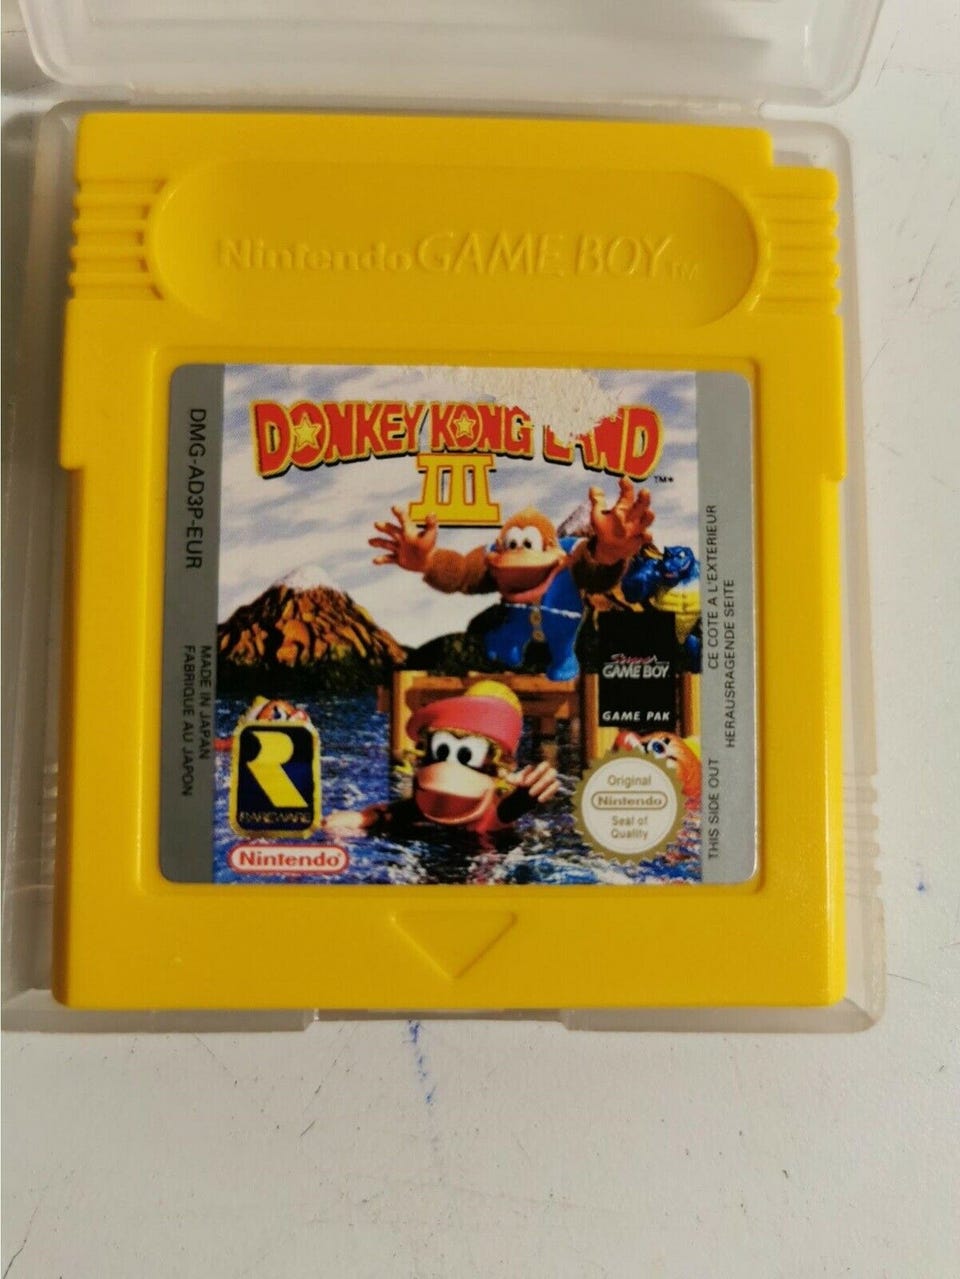 Nintendo GAME BOY TM
DONKEY KONG LAND
III
TM*
DMG-AD3P-EUR
MADE IN JAPAN
FABRIQUE AU JAPON
Super
GAME BOY
GAME PAK
CE COTE A L'EXTERIEUR
HERAUSRAGENDE SEITE
THIS SIDE OUT
R
RAREWARE
Original
Nintendo
Seal of
Quality
Nintendo®